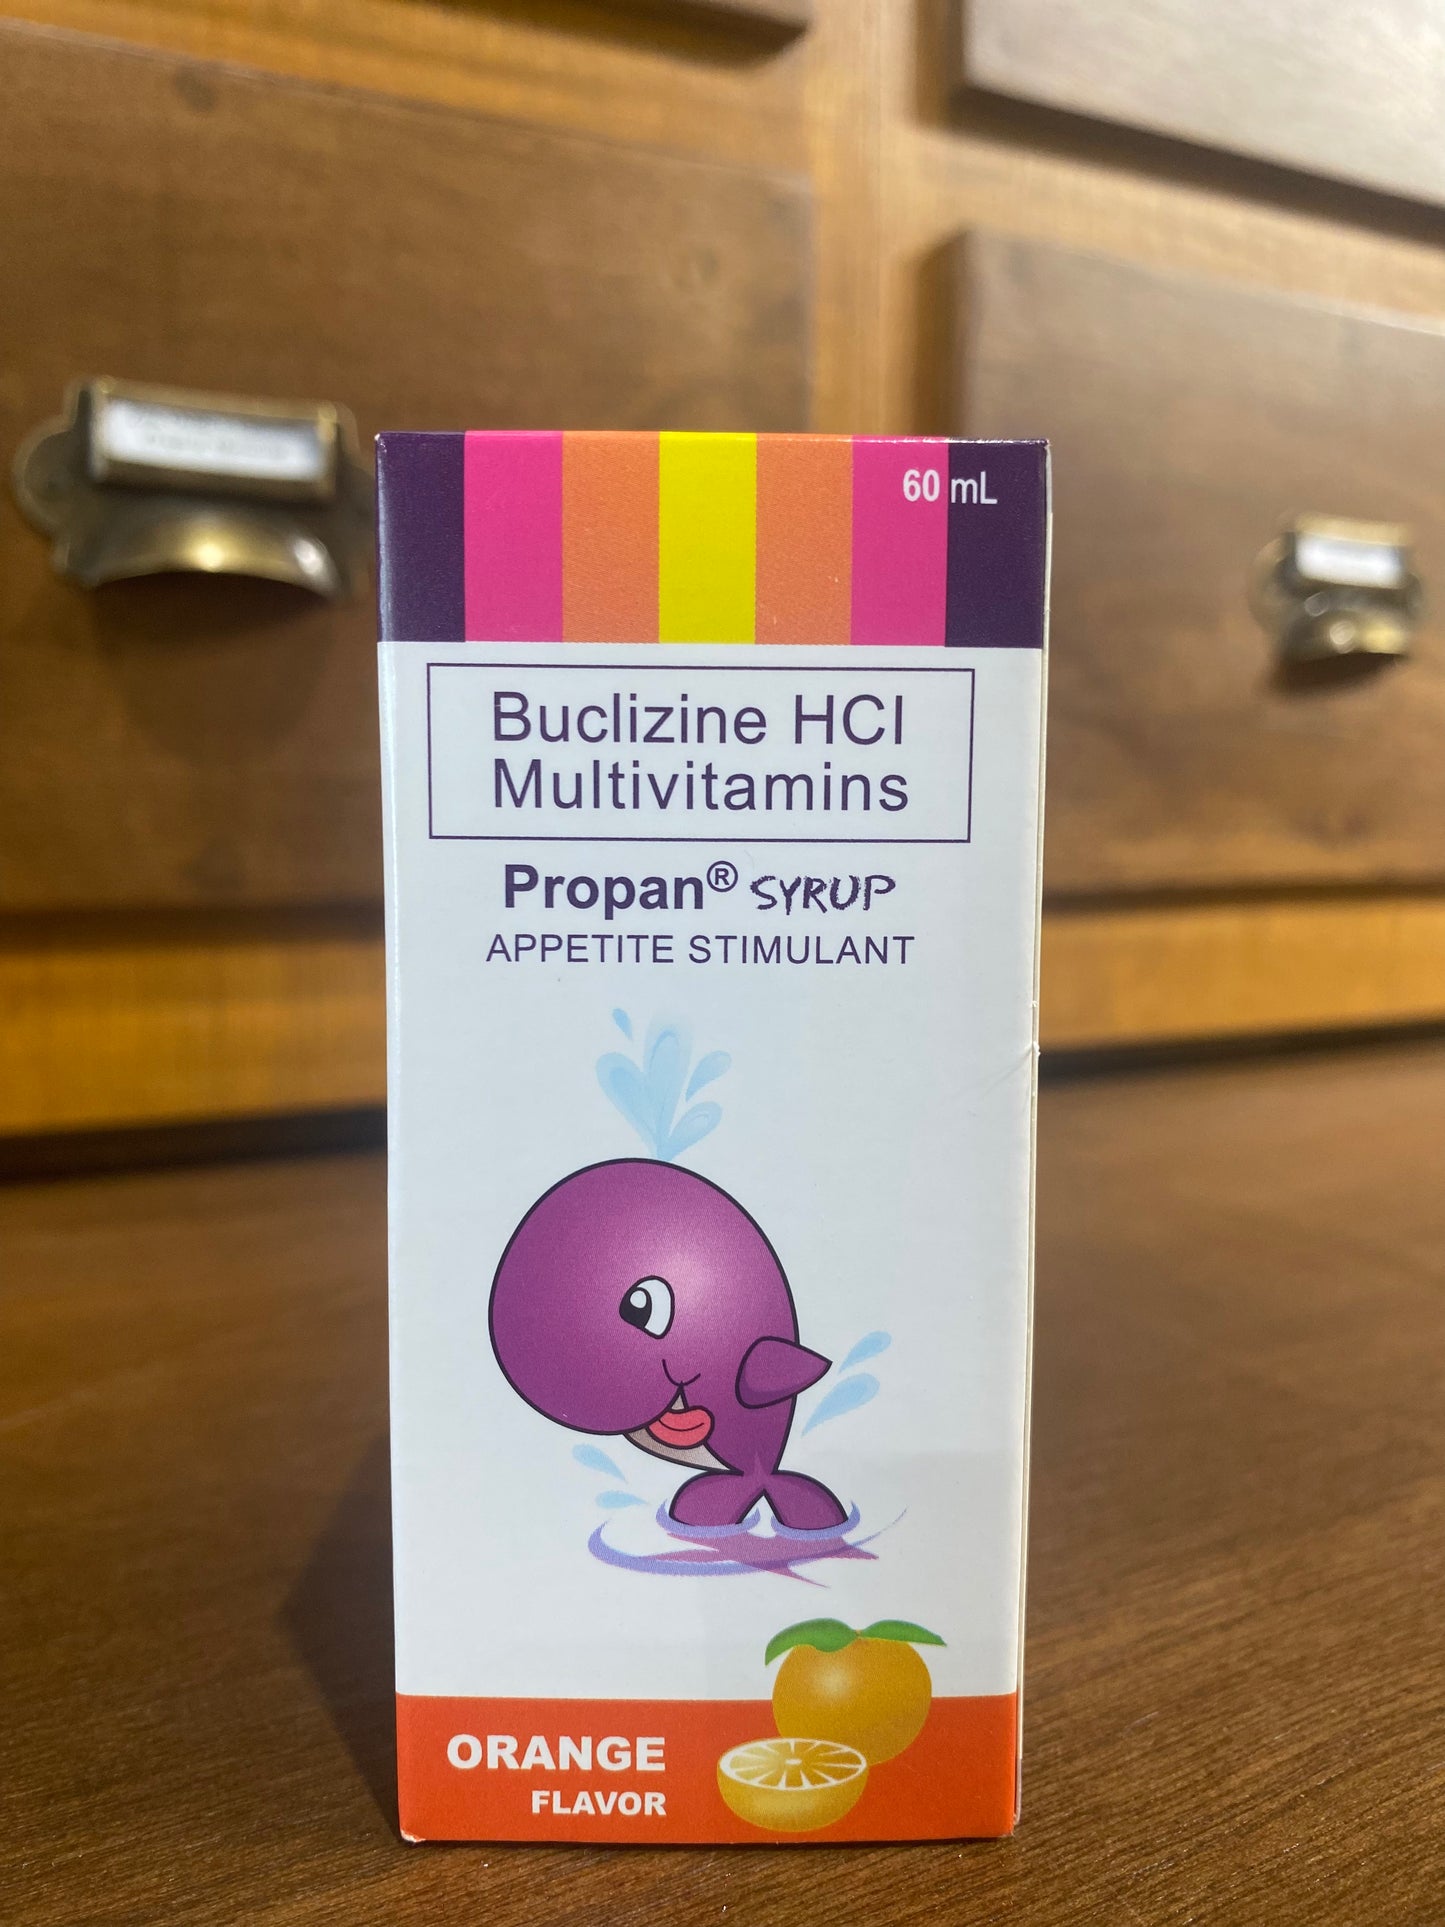 60 mL
Buclizine HCl
Multivitamins
Propan® SYRUP
APPETITE STIMULANT
ORANGE
FLAVOR